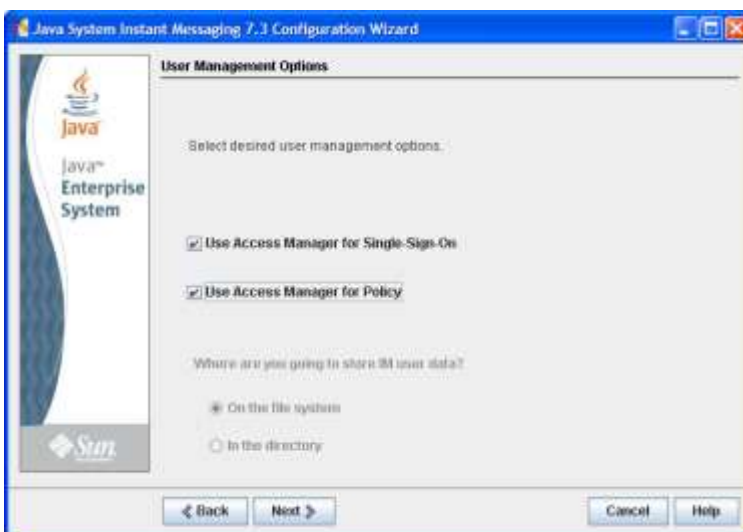 Java System Instant Messaging 7.3 Configuration Wizard
User Management Options
Java
Java™
Enterprise
System
Select desired user management options.
Use Access Manager for Single-Sign-On
Use Access Manager for Policy
Where are you going to store IM user data?
On the file system
In the directory
Sun
Back
Next
Cancel
Help